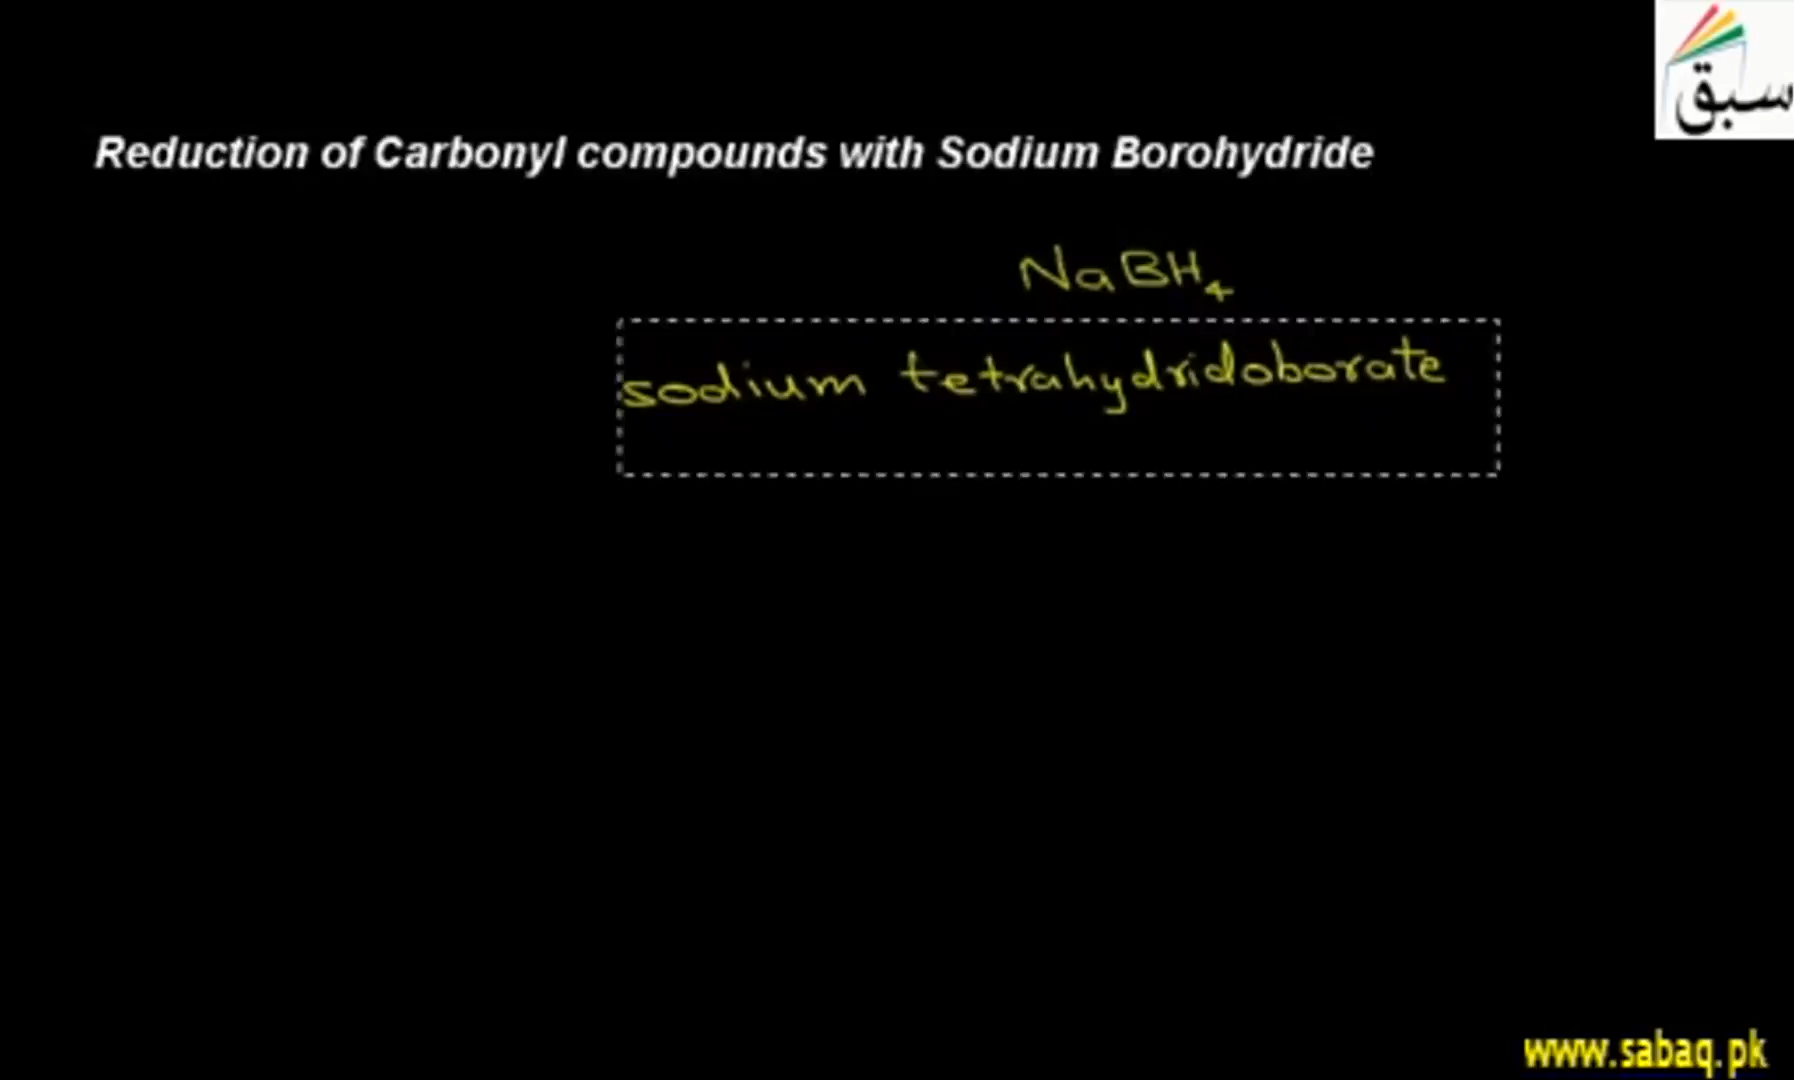 سبق
Reduction of Carbonyl compounds with Sodium Borohydride
NaBH4
sodium tetrahydridoborate
www.sabaq.pk